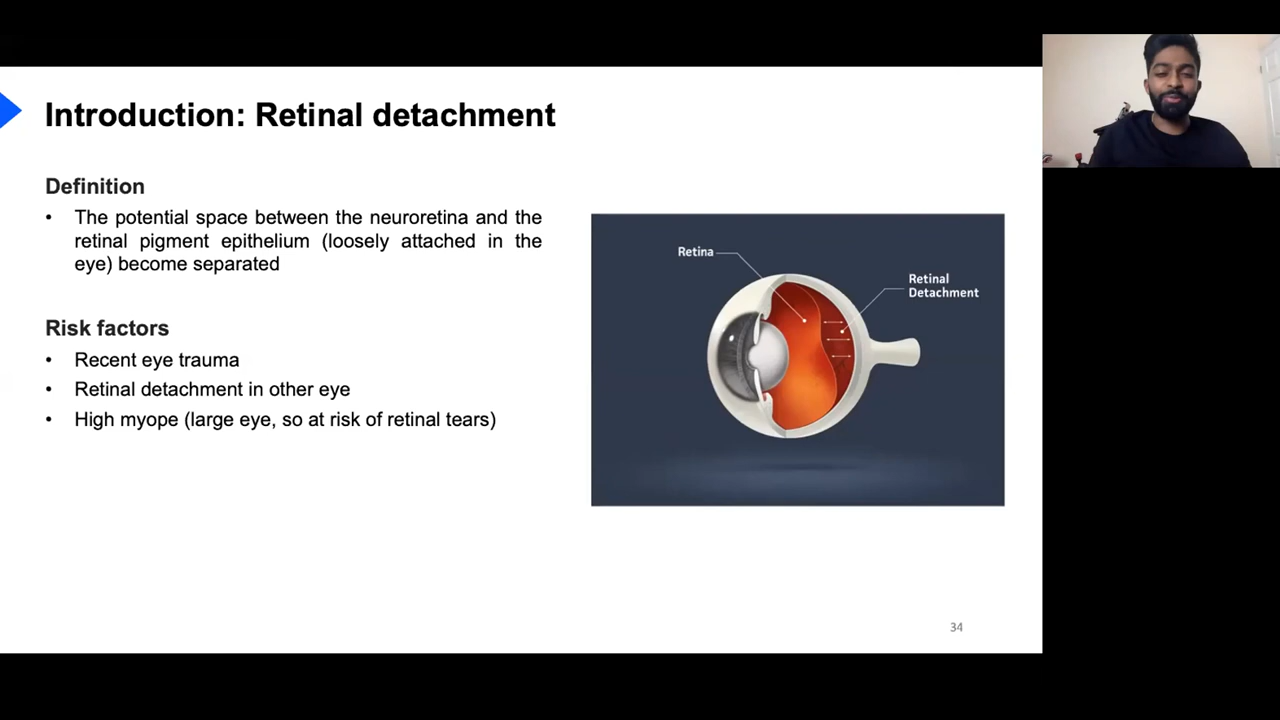 Introduction: Retinal detachment
Definition
• The potential space between the neuroretina and the
retinal pigment epithelium (loosely attached in the
eye) become separated
Risk factors
• Recent eye trauma
• Retinal detachment in other eye
• High myope (large eye, so at risk of retinal tears)
Retina
Retinal
Detachment
34